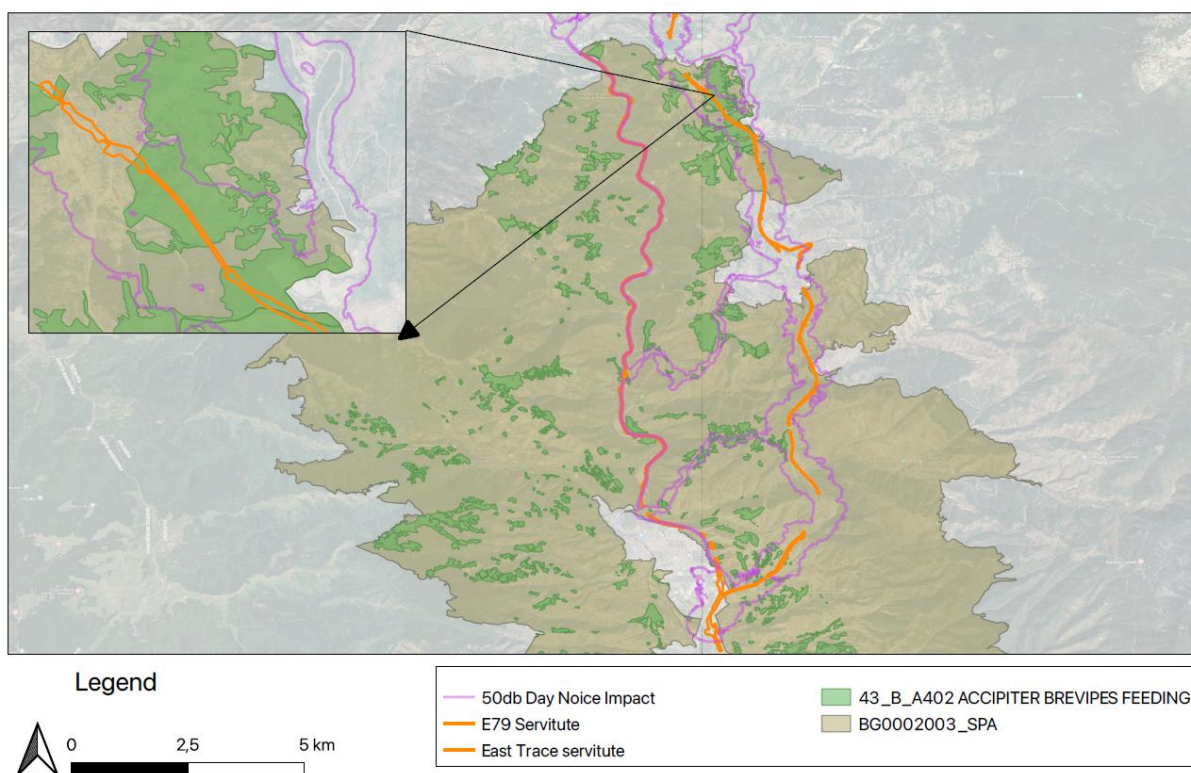 Legend
0 2,5 5 km
50db Day Noice Impact
E79 Servitute
East Trace servitute
43_B_A402 ACCIPITER BREVIPES FEEDING
BG0002003_SPA